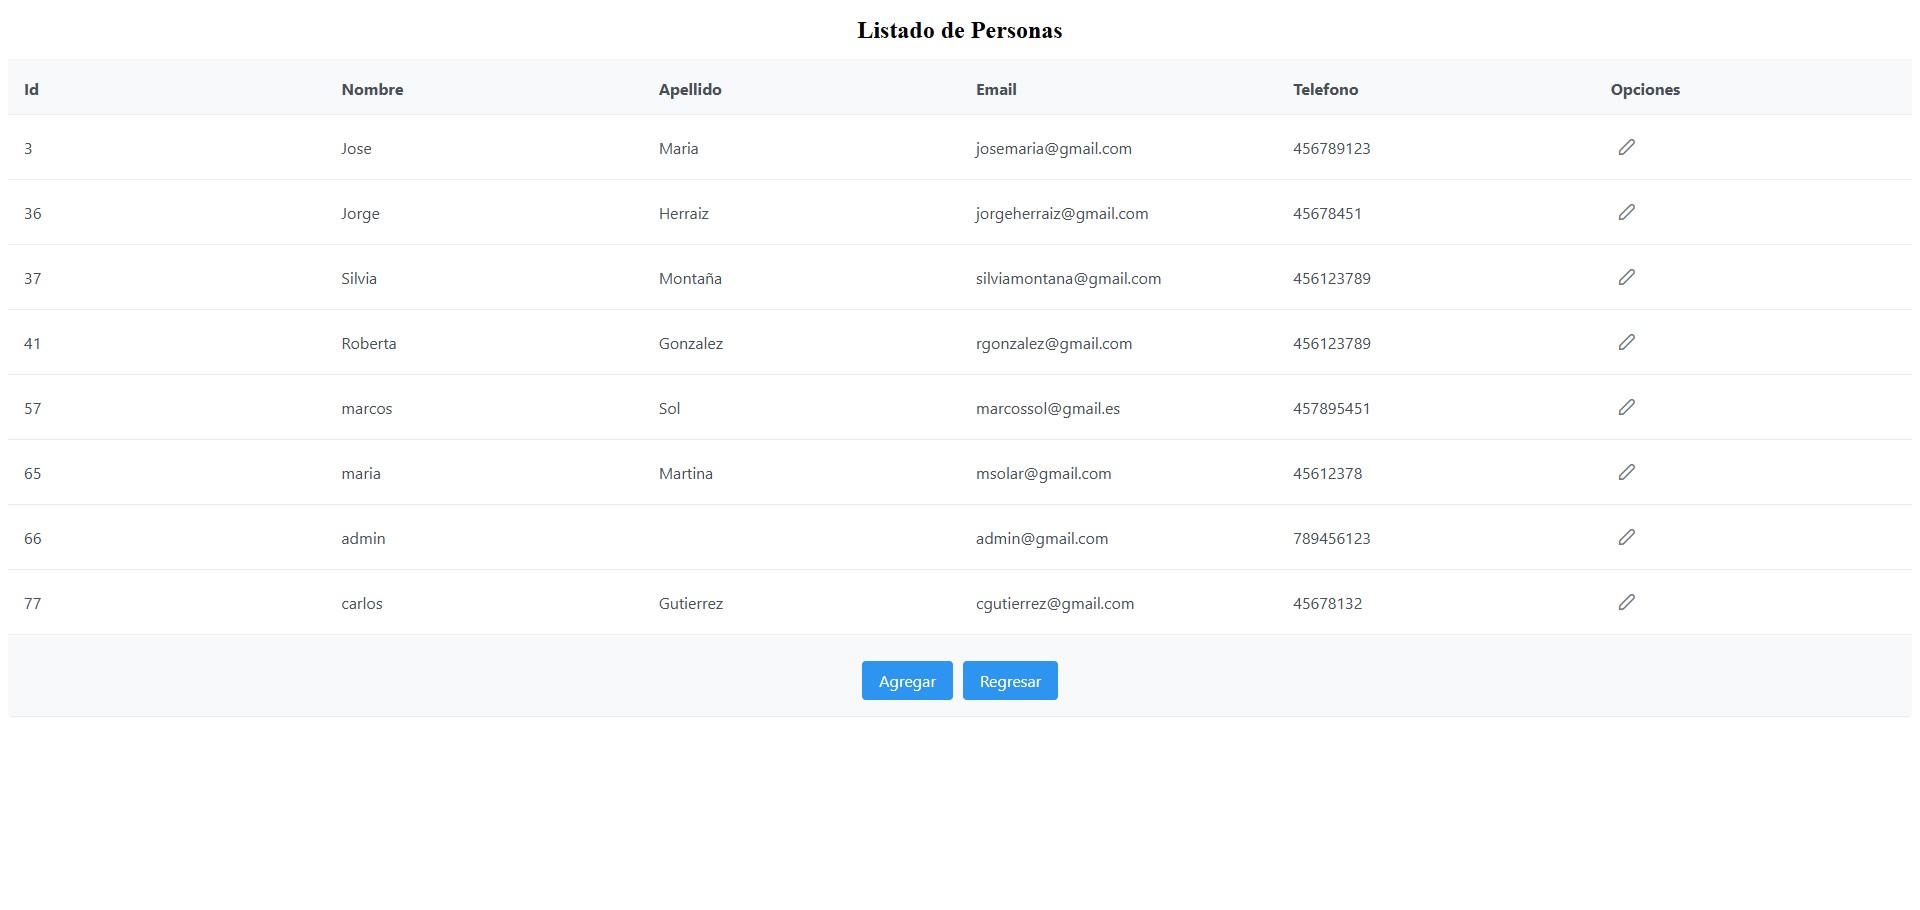 Listado de Personas
Id Nombre Apellido Email Telefono Opciones
3 Jose Maria josemaria@gmail.com 456789123
36 Jorge Herraiz jorgeherraiz@gmail.com 45678451
37 Silvia Montaña silviamontana@gmail.com 456123789
41 Roberta Gonzalez rgonzalez@gmail.com 456123789
57 marcos Sol marcossol@gmail.es 457895451
65 maria Martina msolar@gmail.com 45612378
66 admin admin@gmail.com 789456123
77 carlos Gutierrez cgutierrez@gmail.com 45678132
Agregar Regresar